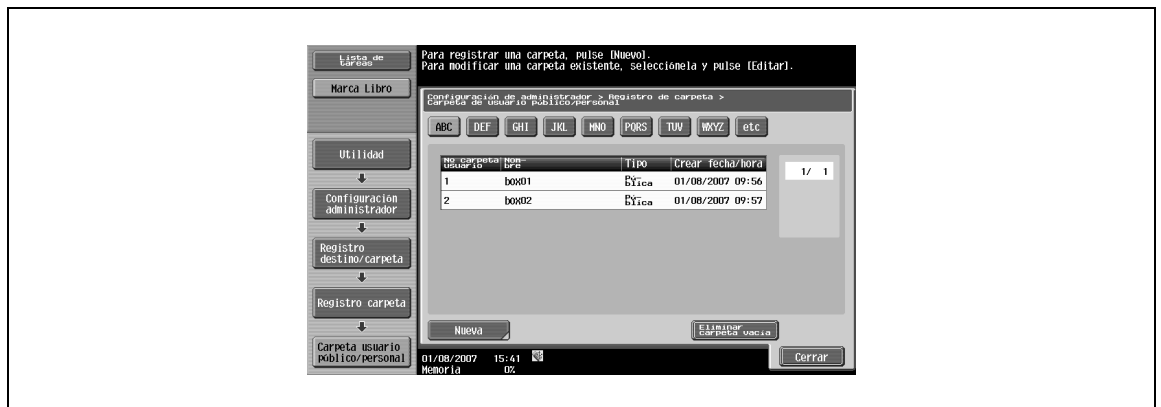 Lista de
tareas
Marca Libro
Utilidad
Configuración
administrador
Registro
destino/carpeta
Registro carpeta
Carpeta usuario
público/personal
Para registrar una carpeta, pulse [Nuevo].
Para modificar una carpeta existente, selecciónela y pulse [Editar].
Configuración de administrador > Registro de carpeta >
Carpeta de usuario público/personal
ABC DEF GHI JKL MNO PQRS TUV WXYZ etc
No carpeta usuario Nom-bre Tipo Crear fecha/hora
1 box01 Pú-blica 01/08/2007 09:56
2 box02 Pú-blica 01/08/2007 09:57
1/ 1
Nueva
Eliminar
carpeta vacía
01/08/2007 15:41
Memoria 0%
Cerrar